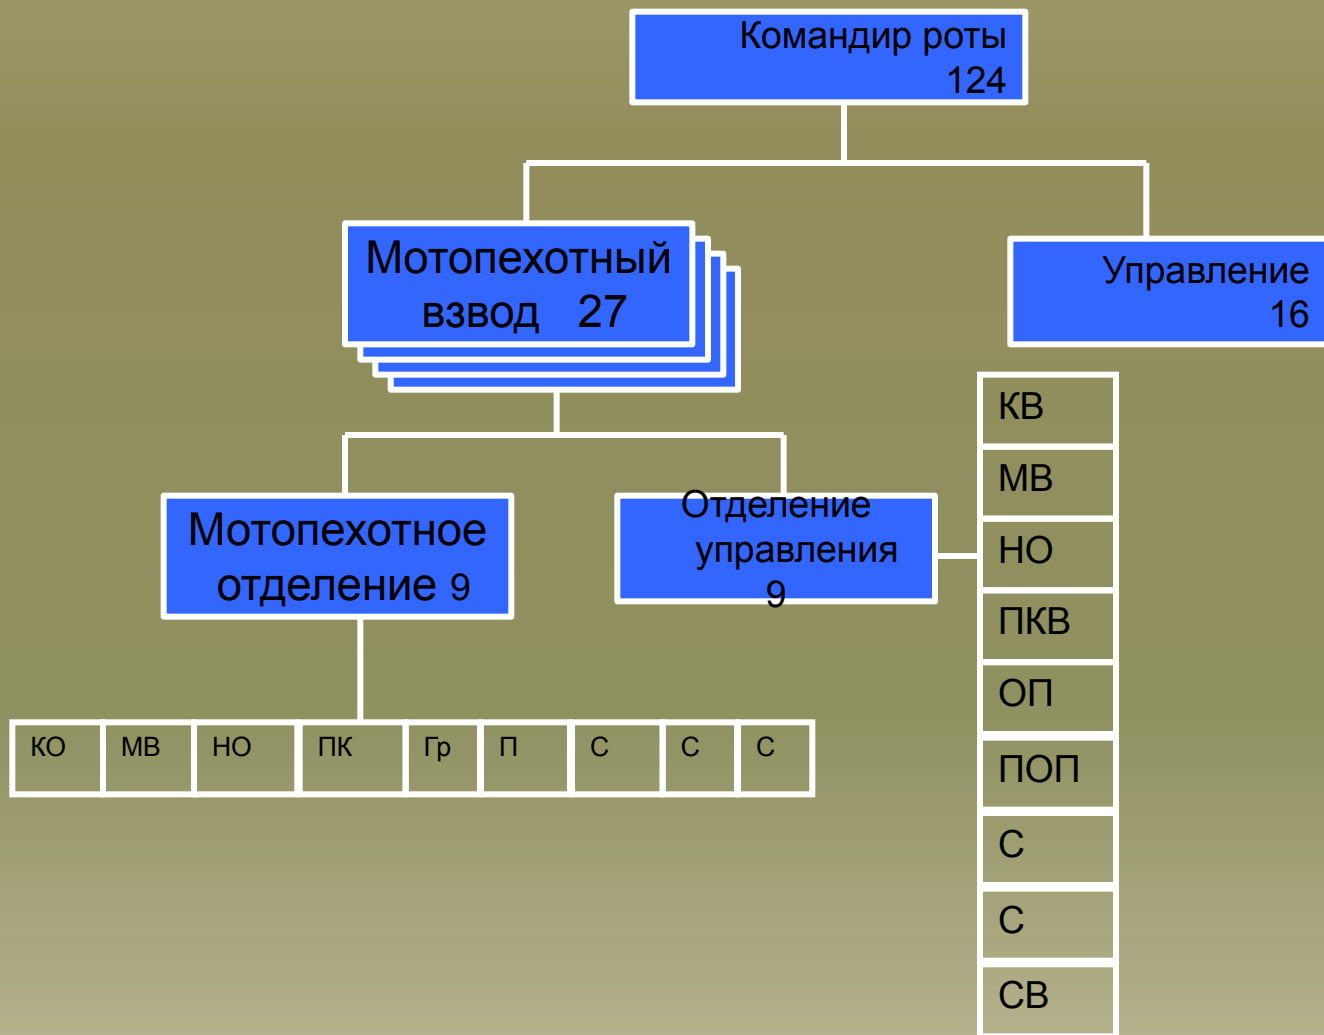 Командир роты
124
Мотопехотный
взвод 27
Управление
16
Мотопехотное
отделение 9
Отделение
управления
9
КВ
МВ
НО
ПКВ
ОП
ПОП
С
С
СВ
КО МВ НО ПК Гр П С С С